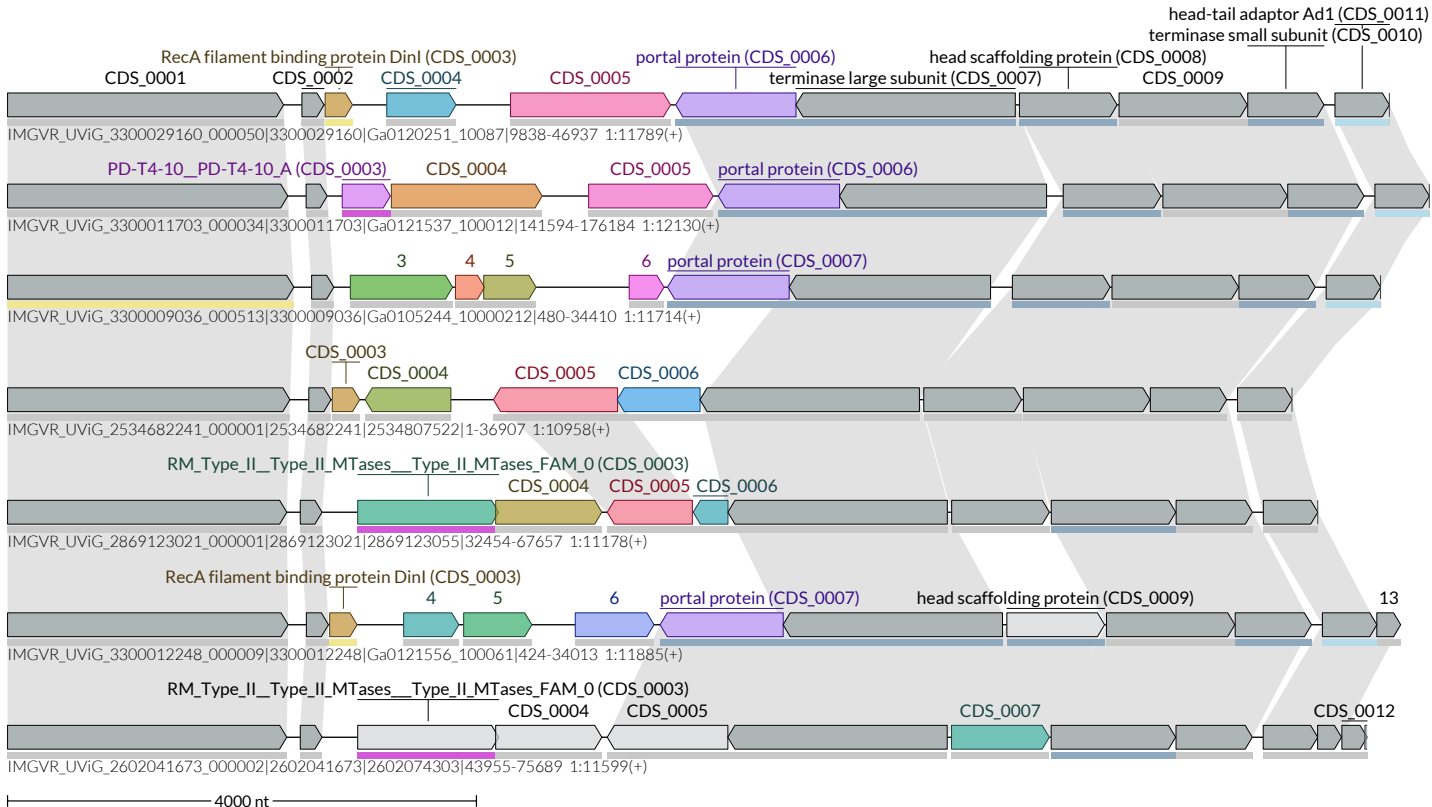 head-tail adaptor Ad1 (CDS_0011)
terminase small subunit (CDS_0010)
RecA filament binding protein DinI (CDS_0003) portal protein (CDS_0006) head scaffolding protein (CDS_0008)
CDS_0001 CDS_0002 CDS_0004 CDS_0005 terminase large subunit (CDS_0007) CDS_0009
IMGVR_UViG_3300029160_000050|3300029160|Ga0120251_10087|9838-46937 1:11789(+)
PD-T4-10__PD-T4-10_A (CDS_0003) CDS_0004 CDS_0005 portal protein (CDS_0006)
IMGVR_UViG_3300011703_000034|3300011703|Ga0121537_100012|141594-176184 1:12130(+)
3 4 5 6 portal protein (CDS_0007)
IMGVR_UViG_3300009036_000513|3300009036|Ga0105244_10000212|480-34410 1:11714(+)
CDS_0003
CDS_0004 CDS_0005 CDS_0006
IMGVR_UViG_2534682241_000001|2534682241|2534807522|1-36907 1:10958(+)
RM_Type_II__Type_II_MTases___Type_II_MTases_FAM_0 (CDS_0003)
CDS_0004 CDS_0005 CDS_0006
IMGVR_UViG_2869123021_000001|2869123021|2869123055|32454-67657 1:11178(+)
RecA filament binding protein DinI (CDS_0003)
4 5 6 portal protein (CDS_0007) head scaffolding protein (CDS_0009) 13
IMGVR_UViG_3300012248_000009|3300012248|Ga0121556_100061|424-34013 1:11885(+)
RM_Type_II__Type_II_MTases___Type_II_MTases_FAM_0 (CDS_0003)
CDS_0004 CDS_0005 CDS_0007 CDS_0012
IMGVR_UViG_2602041673_000002|2602041673|2602074303|43955-75689 1:11599(+)
4000 nt